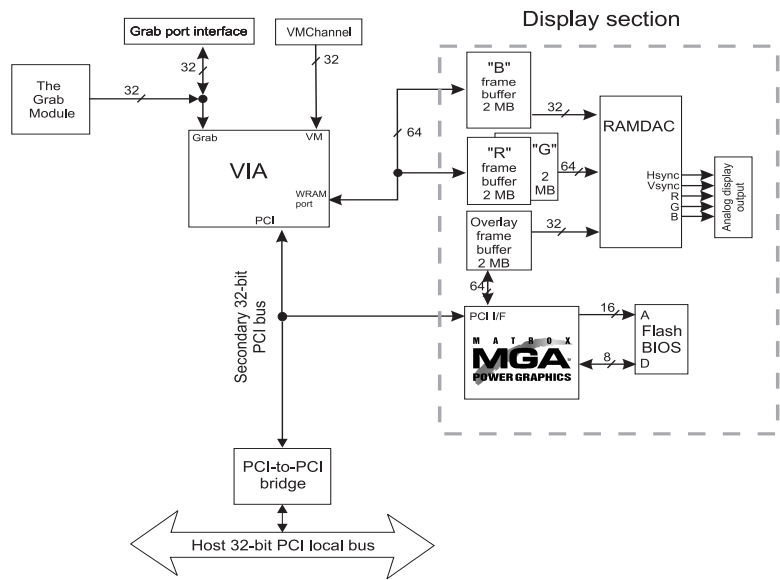 Display section
Grab port interface
VMChannel
32
32
The
Grab
Module
32
Grab
VM
VIA
WRAM
port
PCI
64
"B"
frame
buffer
2 MB
32
"R"
frame
buffer
2 MB
"G"
2
MB
64
RAMDAC
Hsync
Vsync
R
G
B
Analog display
output
Overlay
frame
buffer
2 MB
32
64
PCI I/F
MATROX
MGA™
POWER GRAPHICS
16
8
A
Flash
BIOS
D
Secondary 32-bit
PCI bus
PCI-to-PCI
bridge
Host 32-bit PCI local bus